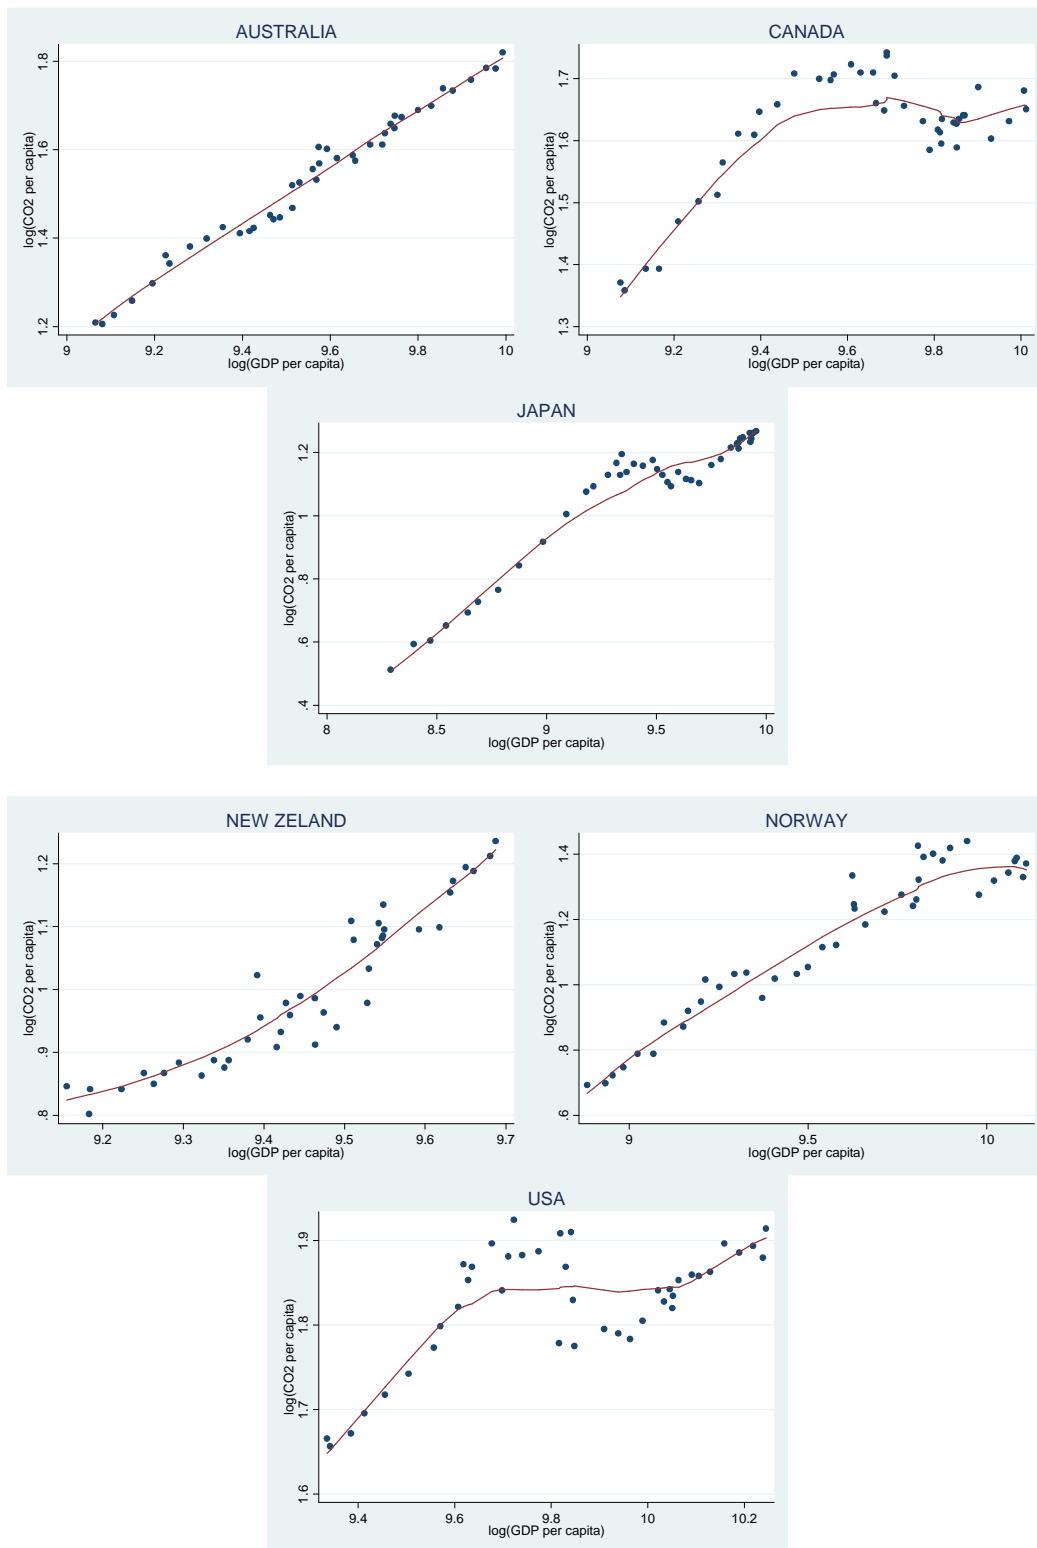 AUSTRALIA
log(CO2 per capita)
1.2 1.4 1.6 1.8
9 9.2 9.4 9.6 9.8 10
log(GDP per capita)
CANADA
log(CO2 per capita)
1.3 1.4 1.5 1.6 1.7
9 9.2 9.4 9.6 9.8 10
log(GDP per capita)
JAPAN
log(CO2 per capita)
.4 .6 .8 1 1.2
8 8.5 9 9.5 10
log(GDP per capita)
NEW ZELAND
log(CO2 per capita)
.8 .9 1 1.1 1.2
9.2 9.3 9.4 9.5 9.6 9.7
log(GDP per capita)
NORWAY
log(CO2 per capita)
.6 .8 1 1.2 1.4
9 9.5 10
log(GDP per capita)
USA
log(CO2 per capita)
1.6 1.7 1.8 1.9
9.4 9.6 9.8 10 10.2
log(GDP per capita)